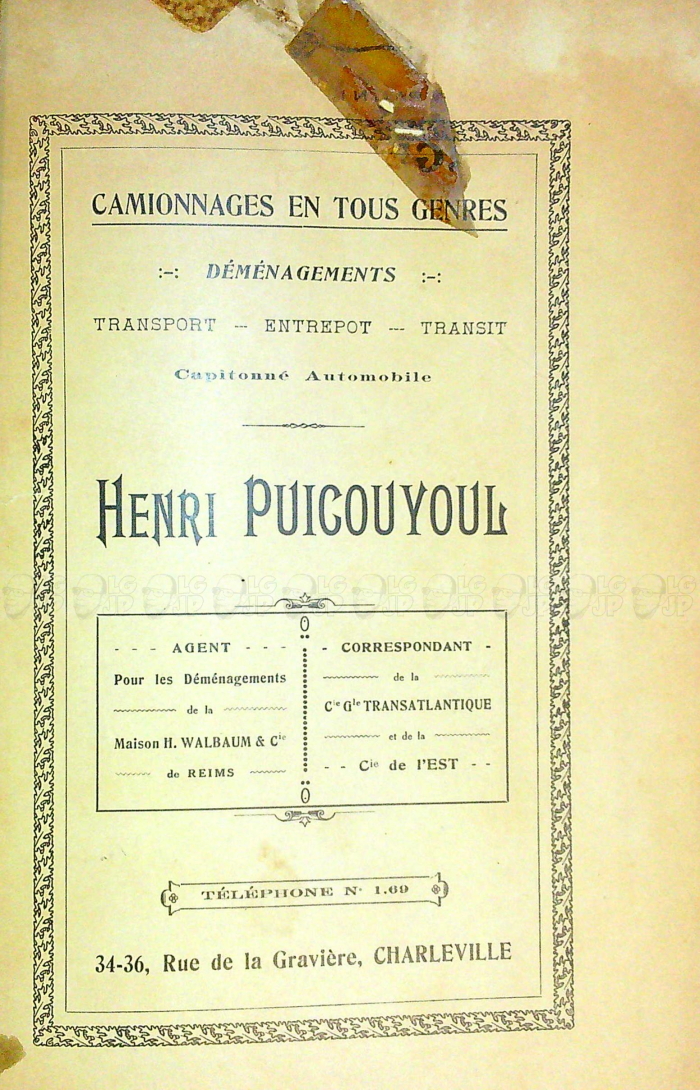 CAMIONNAGES EN TOUS GENRES
:-: DÉMÉNAGEMENTS :-:
TRANSPORT -- ENTREPOT --- TRANSIT
Capitonné Automobile
HENRI PUIGOUYOUL
- - - AGENT - - -
Pour les Déménagements
de la
Maison H. WALBAUM & Cie
de REIMS
- CORRESPONDANT -
de la
Cie Gle TRANSATLANTIQUE
et de la
- - Cie de l'EST - -
TÉLÉPHONE N° 1.69
34-36, Rue de la Gravière, CHARLEVILLE